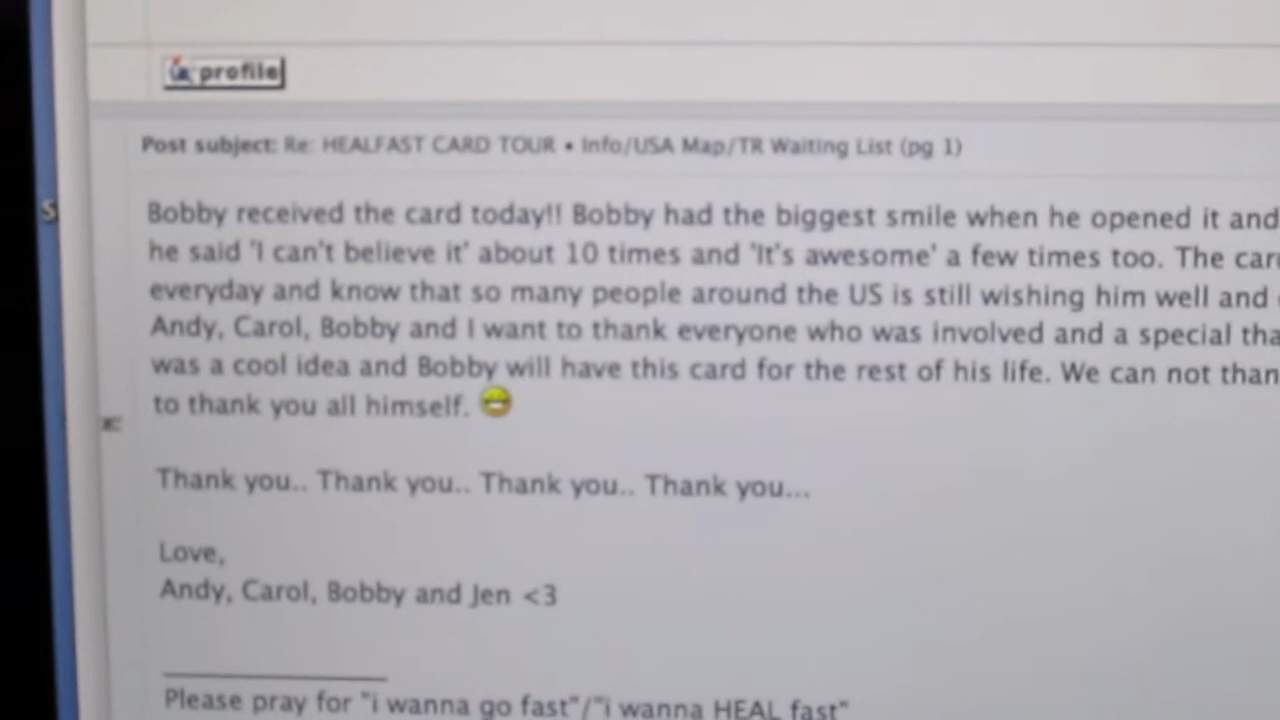 profile
Post subject: Re: HEALFAST CARD TOUR • Info/USA Map/TR Waiting List (pg 1)
Bobby received the card today!! Bobby had the biggest smile when he opened it and
he said 'I can't believe it' about 10 times and 'It's awesome' a few times too. The
everyday and know that so many people around the US is still wishing him well and
Andy, Carol, Bobby and I want to thank everyone who was involved and a special
was a cool idea and Bobby will have this card for the rest of his life. We can not
to thank you all himself.
Thank you.. Thank you.. Thank you.. Thank you...
Love,
Andy, Carol, Bobby and Jen <3
Please pray for "i wanna go fast"/"i wanna HEAL fast"